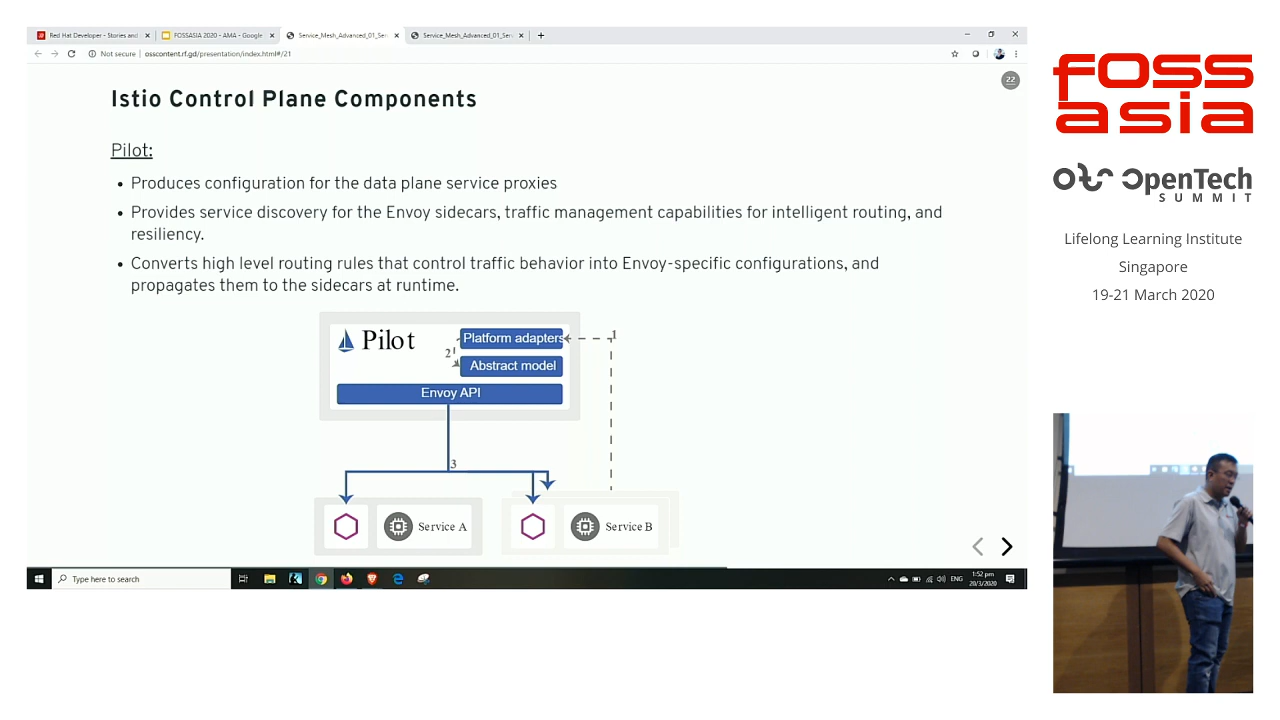 Red Hat Developer - Stories and
FOSSASIA 2020 - AMA - Google
Service_Mesh_Advanced_01_Ser
Service_Mesh_Advanced_01_Serv
Not secure | osscontent.rf.gd/presentation/index.html#/21
22
Istio Control Plane Components
Pilot:
Produces configuration for the data plane service proxies
Provides service discovery for the Envoy sidecars, traffic management capabilities for intelligent routing, and
resiliency.
Converts high level routing rules that control traffic behavior into Envoy-specific configurations, and
propagates them to the sidecars at runtime.
Pilot
Platform adapters
1
2
Abstract model
Envoy API
3
Service A
Service B
Type here to search
ENG
1:52 pm
20/3/2020
FOSS
asia
OpenTech
SUMMIT
Lifelong Learning Institute
Singapore
19-21 March 2020